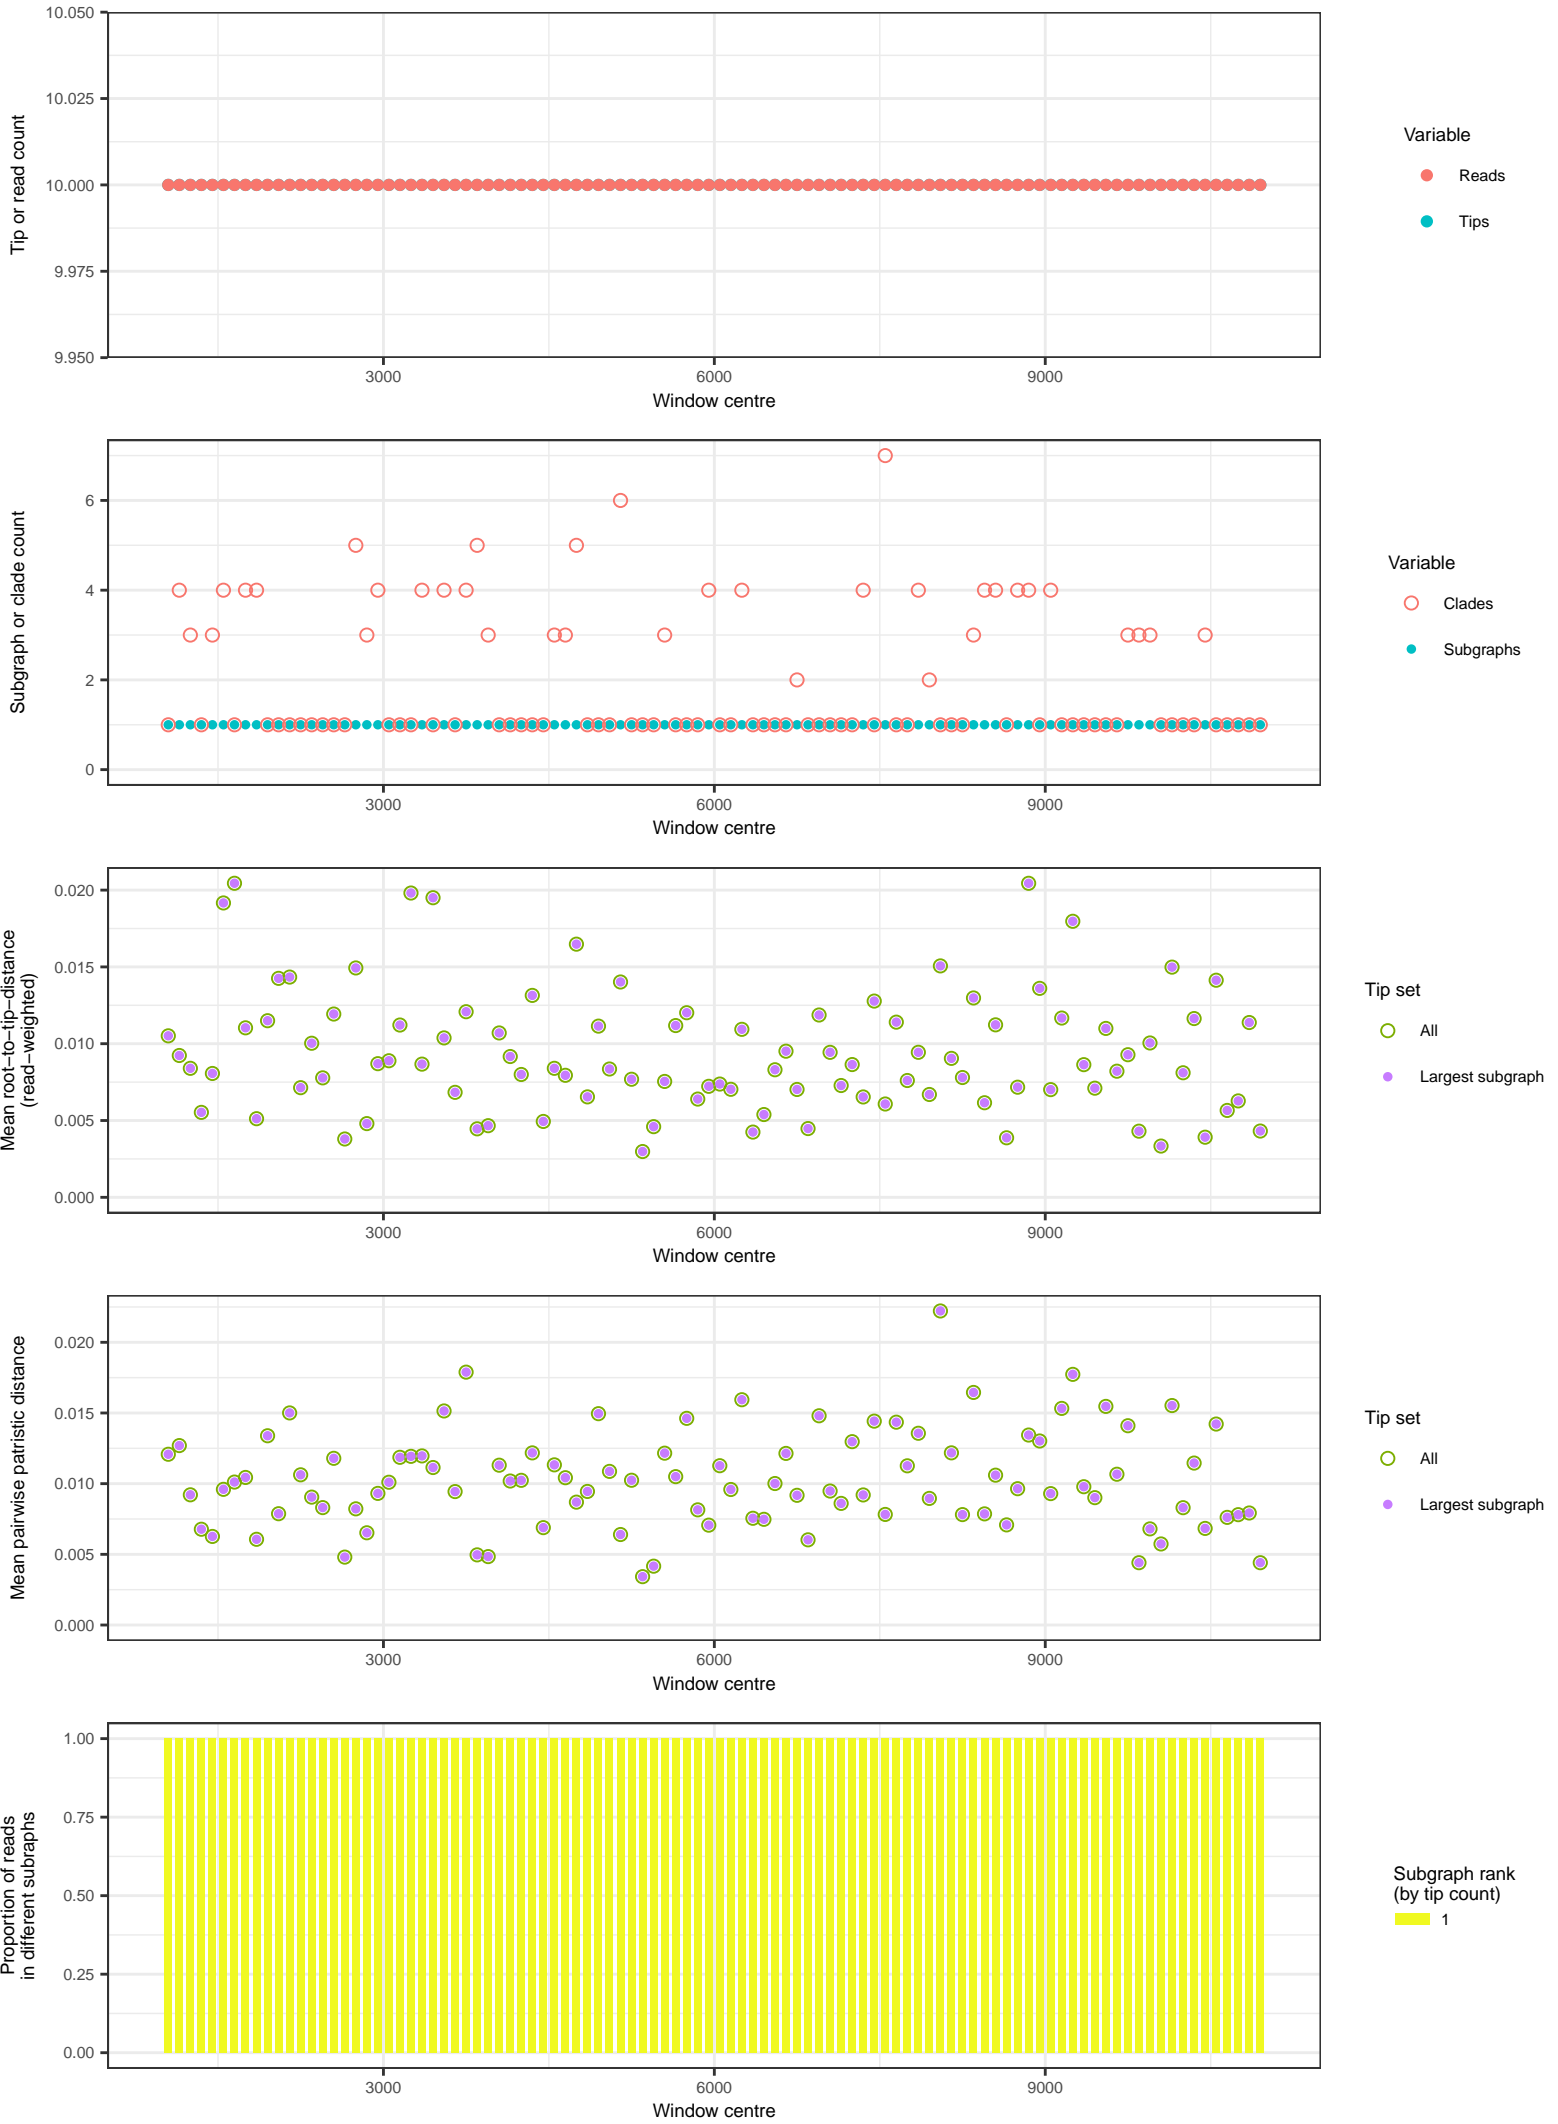 10.050
10.025
10.000
9.975
9.950
Tip or read count
3000 6000 9000
Window centre
Variable
Reads
Tips
6
4
2
0
Subgraph or clade count
3000 6000 9000
Window centre
Variable
Clades
Subgraphs
0.020
0.015
0.010
0.005
0.000
Mean root−to−tip−distance
(read−weighted)
3000 6000 9000
Window centre
Tip set
All
Largest subgraph
0.020
0.015
0.010
0.005
0.000
Mean pairwise patristic distance
3000 6000 9000
Window centre
Tip set
All
Largest subgraph
1.00
0.75
0.50
0.25
0.00
Proportion of reads
in different subraphs
3000 6000 9000
Window centre
Subgraph rank
(by tip count)
1